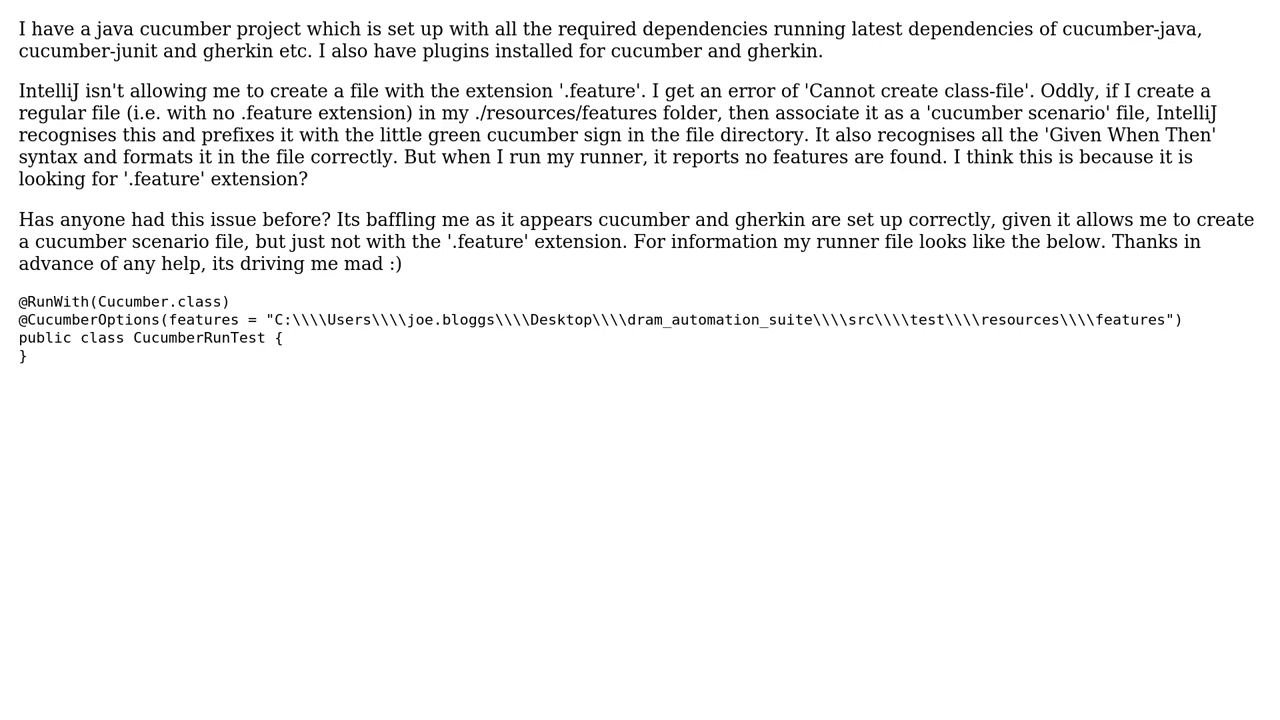 I have a java cucumber project which is set up with all the required dependencies running latest dependencies of cucumber-java,
cucumber-junit and gherkin etc. I also have plugins installed for cucumber and gherkin.
IntelliJ isn't allowing me to create a file with the extension '.feature'. I get an error of 'Cannot create class-file'. Oddly, if I create a
regular file (i.e. with no .feature extension) in my ./resources/features folder, then associate it as a 'cucumber scenario' file, IntelliJ
recognises this and prefixes it with the little green cucumber sign in the file directory. It also recognises all the 'Given When Then'
syntax and formats it in the file correctly. But when I run my runner, it reports no features are found. I think this is because it is
looking for '.feature' extension?
Has anyone had this issue before? Its baffling me as it appears cucumber and gherkin are set up correctly, given it allows me to create
a cucumber scenario file, but just not with the '.feature' extension. For information my runner file looks like the below. Thanks in
advance of any help, its driving me mad :)
@RunWith(Cucumber.class)
@CucumberOptions(features = "C:\\\\Users\\\\joe.bloggs\\\\Desktop\\\\dram_automation_suite\\\\src\\\\test\\\\resources\\\\features")
public class CucumberRunTest {
}